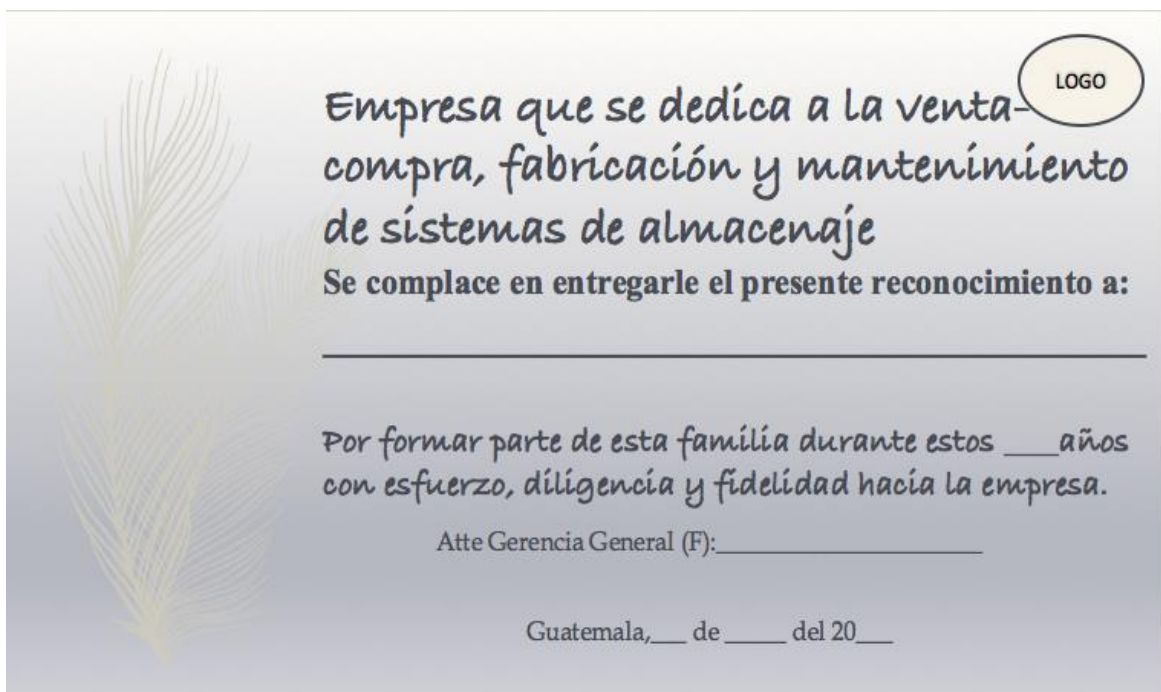 LOGO
Empresa que se dedica a la venta-
compra, fabricación y mantenimiento
de sistemas de almacenaje
Se complace en entregarle el presente reconocimiento a:
Por formar parte de esta familia durante estos ____años
con esfuerzo, diligencia y fidelidad hacia la empresa.
Atte Gerencia General (F):______________________
Guatemala,___ de _____ del 20___